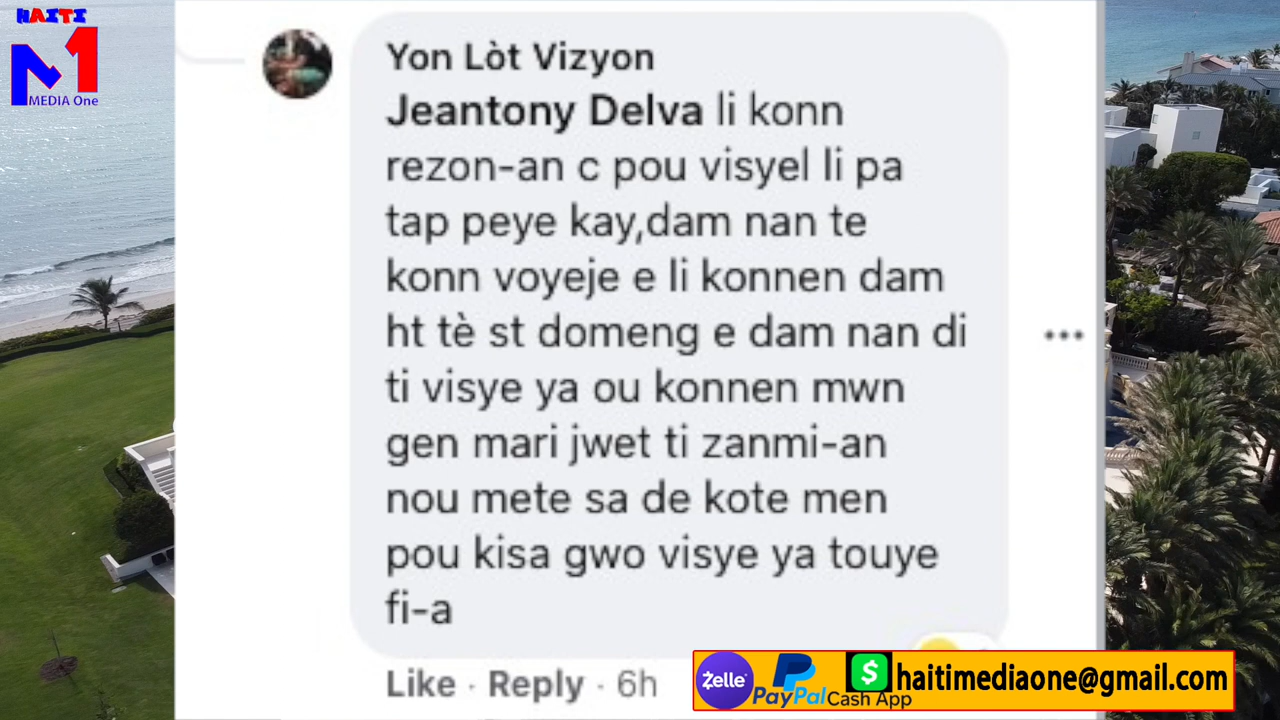 HAITI
M1
MEDIA One
Yon Lòt Vizyon
Jeantony Delva li konn
rezon-an c pou visyel li pa
tap peye kay,dam nan te
konn voyeje e li konnen dam
ht tè st domeng e dam nan di
ti visye ya ou konnen mwn
gen mari jwet ti zanmi-an
nou mete sa de kote men
pou kisa gwo visye ya touye
fi-a
Like · Reply · 6h
Zelle
PayPal
$
Cash App
haitimediaone@gmail.com